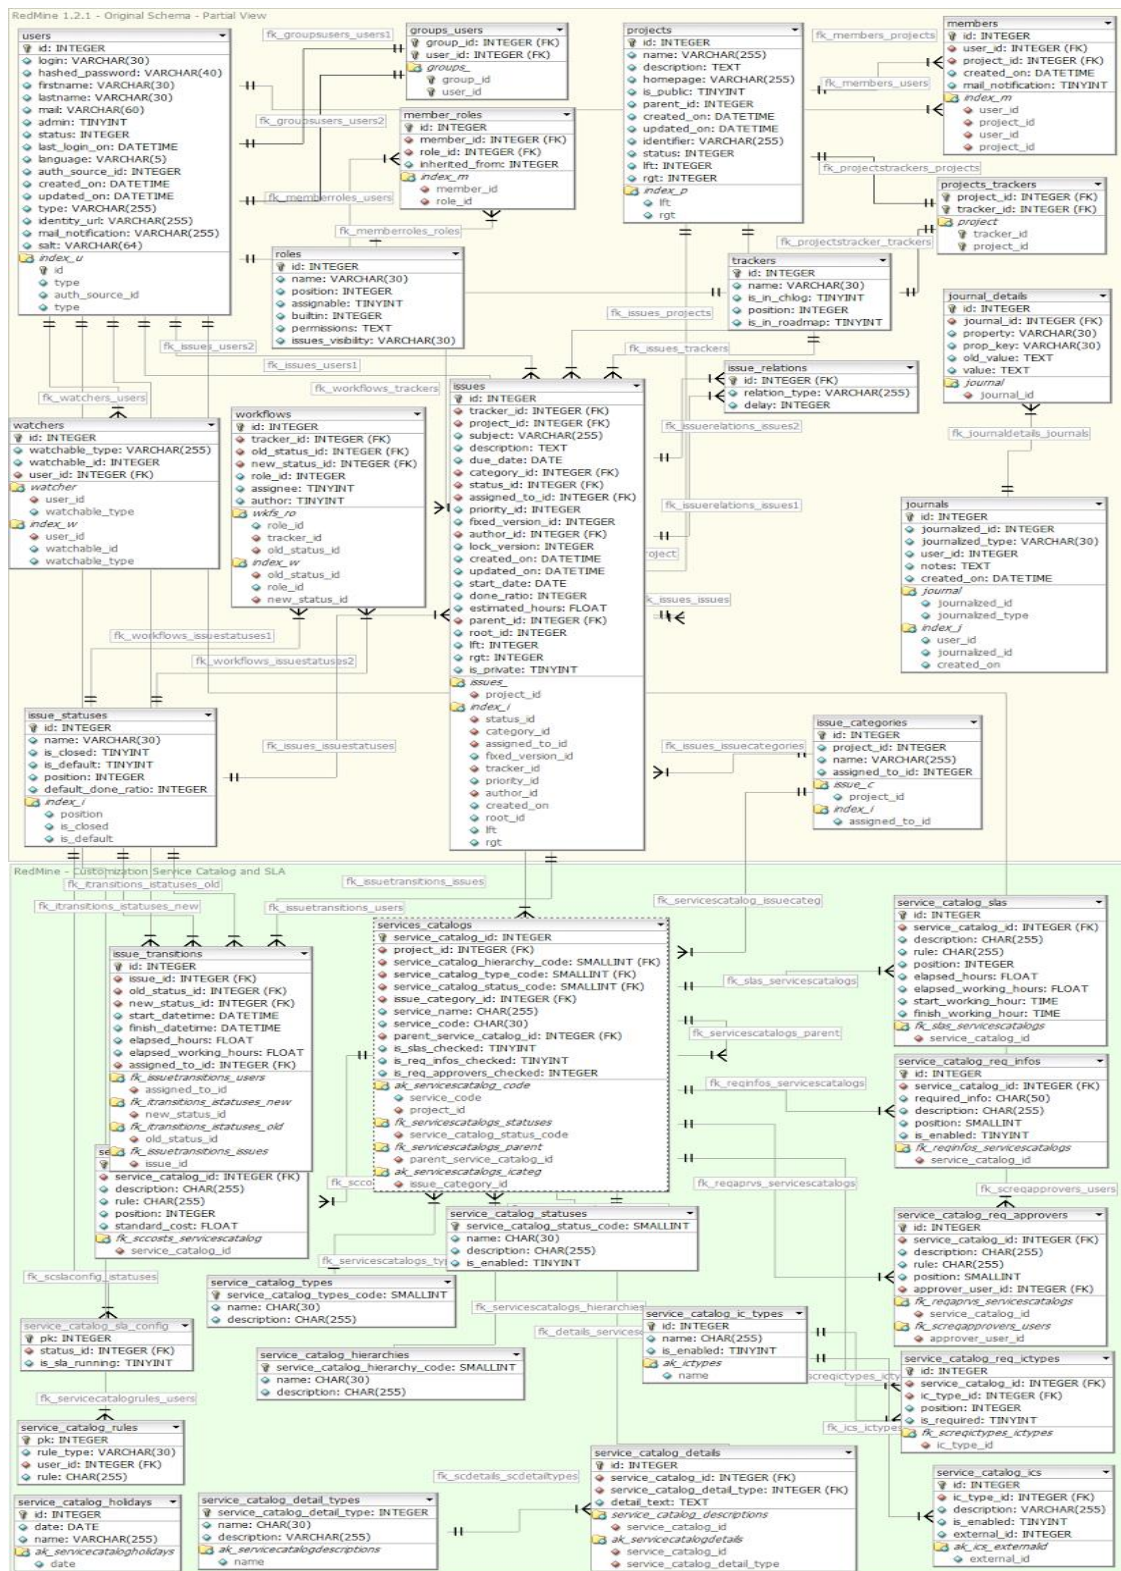 RedMine 1.2.1 - Original Schema - Partial View
users
id: INTEGER
login: VARCHAR(30)
hashed_password: VARCHAR(40)
firstname: VARCHAR(30)
lastname: VARCHAR(30)
mail: VARCHAR(60)
admin: TINYINT
status: INTEGER
last_login_on: DATETIME
language: VARCHAR(5)
auth_source_id: INTEGER
created_on: DATETIME
updated_on: DATETIME
type: VARCHAR(255)
identity_url: VARCHAR(255)
mail_notification: VARCHAR(255)
salt: VARCHAR(64)
index_u
id
type
auth_source_id
type
fk_groupsusers_users1
groups_users
group_id: INTEGER (FK)
user_id: INTEGER (FK)
groups_
group_id
user_id
fk_groupsusers_users2
member_roles
id: INTEGER
member_id: INTEGER (FK)
role_id: INTEGER (FK)
inherited_from: INTEGER
index_m
member_id
role_id
fk_memberroles_users
fk_memberroles_roles
projects
id: INTEGER
name: VARCHAR(255)
description: TEXT
homepage: VARCHAR(255)
is_public: TINYINT
parent_id: INTEGER
created_on: DATETIME
updated_on: DATETIME
identifier: VARCHAR(255)
status: INTEGER
lft: INTEGER
rgt: INTEGER
index_p
lft
rgt
fk_members_projects
fk_members_users
members
id: INTEGER
user_id: INTEGER (FK)
project_id: INTEGER (FK)
created_on: DATETIME
mail_notification: TINYINT
index_m
user_id
project_id
user_id
project_id
fk_projectstrackers_projects
projects_trackers
project_id: INTEGER (FK)
tracker_id: INTEGER (FK)
project
tracker_id
project_id
fk_projectstracker_trackers
roles
id: INTEGER
name: VARCHAR(30)
position: INTEGER
assignable: TINYINT
builtin: INTEGER
permissions: TEXT
issues_visibility: VARCHAR(30)
trackers
id: INTEGER
name: VARCHAR(30)
is_in_chlog: TINYINT
position: INTEGER
is_in_roadmap: TINYINT
journal_details
id: INTEGER
journal_id: INTEGER (FK)
property: VARCHAR(30)
prop_key: VARCHAR(30)
old_value: TEXT
value: TEXT
journal
journal_id
fk_issues_projects
fk_issues_trackers
fk_issues_users2
fk_issues_users1
fk_workflows_trackers
fk_watchers_users
issue_relations
id: INTEGER (FK)
relation_type: VARCHAR(255)
delay: INTEGER
fk_issuerelations_issues2
fk_issuerelations_issues1
fk_journaldetails_journals
watchers
id: INTEGER
watchable_type: VARCHAR(255)
watchable_id: INTEGER
user_id: INTEGER (FK)
watcher
user_id
watchable_type
index_w
user_id
watchable_id
watchable_type
workflows
id: INTEGER
tracker_id: INTEGER (FK)
old_status_id: INTEGER (FK)
new_status_id: INTEGER (FK)
role_id: INTEGER
assignee: TINYINT
author: TINYINT
wkfs_ro
role_id
tracker_id
old_status_id
index_w
old_status_id
role_id
new_status_id
issues
id: INTEGER
tracker_id: INTEGER (FK)
project_id: INTEGER (FK)
subject: VARCHAR(255)
description: TEXT
due_date: DATE
category_id: INTEGER (FK)
status_id: INTEGER (FK)
assigned_to_id: INTEGER (FK)
priority_id: INTEGER
fixed_version_id: INTEGER
author_id: INTEGER (FK)
lock_version: INTEGER
created_on: DATETIME
updated_on: DATETIME
start_date: DATE
done_ratio: INTEGER
estimated_hours: FLOAT
parent_id: INTEGER (FK)
root_id: INTEGER
lft: INTEGER
rgt: INTEGER
is_private: TINYINT
issues_
project_id
index_i
status_id
category_id
assigned_to_id
fixed_version_id
tracker_id
priority_id
author_id
created_on
root_id
lft
rgt
roject
fk_issues_issues
journals
id: INTEGER
journalized_id: INTEGER
journalized_type: VARCHAR(30)
user_id: INTEGER
notes: TEXT
created_on: DATETIME
journal
journalized_id
journalized_type
index_j
user_id
journalized_id
created_on
fk_workflows_issuestatuses1
fk_workflows_issuestatuses2
issue_statuses
id: INTEGER
name: VARCHAR(30)
is_closed: TINYINT
is_default: TINYINT
position: INTEGER
default_done_ratio: INTEGER
index_i
position
is_closed
is_default
fk_issues_issuestatuses
fk_issues_issuecategories
issue_categories
id: INTEGER
project_id: INTEGER
name: VARCHAR(255)
assigned_to_id: INTEGER
issue_c
project_id
index_i
assigned_to_id
RedMine - Customization Service Catalog and SLA
fk_itransitions_istatuses_old
fk_itransitions_istatuses_new
fk_issuetransitions_issues
fk_issuetransitions_users
fk_servicescatalog_issuecateg
issue_transitions
id: INTEGER
issue_id: INTEGER (FK)
old_status_id: INTEGER (FK)
new_status_id: INTEGER (FK)
start_datetime: DATETIME
finish_datetime: DATETIME
elapsed_hours: FLOAT
elapsed_working_hours: FLOAT
assigned_to_id: INTEGER (FK)
fk_issuetransitions_users
assigned_to_id
fk_itransitions_istatuses_new
new_status_id
fk_itransitions_istatuses_old
old_status_id
fk_issuetransitions_issues
issue_id
se
service_catalog_id: INTEGER (FK)
description: CHAR(255)
rule: CHAR(255)
position: INTEGER
standard_cost: FLOAT
fk_sccosts_servicescatalog
service_catalog_id
services_catalogs
service_catalog_id: INTEGER
project_id: INTEGER (FK)
service_catalog_hierarchy_code: SMALLINT (FK)
service_catalog_type_code: SMALLINT (FK)
service_catalog_status_code: SMALLINT (FK)
issue_category_id: INTEGER (FK)
service_name: CHAR(255)
service_code: CHAR(30)
parent_service_catalog_id: INTEGER (FK)
is_slas_checked: TINYINT
is_req_infos_checked: TINYINT
is_req_approvers_checked: INTEGER
ak_servicescatalog_code
service_code
project_id
fk_servicescatalogs_statuses
service_catalog_status_code
fk_servicescatalogs_parent
parent_service_catalog_id
ak_servicescatalogs_icateg
issue_category_id
fk_slas_servicescatalogs
fk_servicescatalogs_parent
fk_reqinfos_servicescatalogs
fk_reqaprvs_servicescatalogs
fk_screqapprovers_users
service_catalog_slas
id: INTEGER
service_catalog_id: INTEGER (FK)
description: CHAR(255)
rule: CHAR(255)
position: INTEGER
elapsed_hours: FLOAT
elapsed_working_hours: FLOAT
start_working_hour: TIME
finish_working_hour: TIME
fk_slas_servicescatalogs
service_catalog_id
service_catalog_req_infos
id: INTEGER
service_catalog_id: INTEGER (FK)
required_info: CHAR(50)
description: CHAR(255)
position: SMALLINT
is_enabled: TINYINT
fk_reqinfos_servicescatalogs
service_catalog_id
service_catalog_req_approvers
id: INTEGER
service_catalog_id: INTEGER (FK)
description: CHAR(255)
rule: CHAR(255)
position: SMALLINT
approver_user_id: INTEGER (FK)
fk_reqaprvs_servicescatalogs
service_catalog_id
fk_screqapprovers_users
approver_user_id
fk_scco
fk_servicescatalogs_typ
service_catalog_statuses
service_catalog_status_code: SMALLINT
name: CHAR(30)
description: CHAR(255)
is_enabled: TINYINT
fk_scslaconfig_istatuses
service_catalog_types
service_catalog_types_code: SMALLINT
name: CHAR(30)
description: CHAR(255)
fk_servicescatalogs_hierarchies
fk_details_servicesc
service_catalog_ic_types
id: INTEGER
name: CHAR(255)
is_enabled: TINYINT
ak_ictypes
name
service_catalog_sla_config
pk: INTEGER
status_id: INTEGER (FK)
is_sla_running: TINYINT
service_catalog_hierarchies
service_catalog_hierarchy_code: SMALLINT
name: CHAR(30)
description: CHAR(255)
screqictypes_icty
service_catalog_req_ictypes
id: INTEGER
service_catalog_id: INTEGER (FK)
ic_type_id: INTEGER (FK)
position: INTEGER
is_required: TINYINT
fk_screqictypes_ictypes
ic_type_id
fk_ics_ictypes
fk_servicecatalogrules_users
service_catalog_rules
pk: INTEGER
rule_type: VARCHAR(30)
user_id: INTEGER (FK)
rule: CHAR(255)
fk_scdetails_scdetailtypes
service_catalog_details
id: INTEGER
service_catalog_id: INTEGER (FK)
service_catalog_detail_type: INTEGER (FK)
detail_text: TEXT
service_catalog_descriptions
service_catalog_id
ak_servicecatalogdetails
service_catalog_id
service_catalog_detail_type
service_catalog_ics
id: INTEGER
ic_type_id: INTEGER (FK)
description: VARCHAR(255)
is_enabled: TINYINT
external_id: INTEGER
ak_ics_externalid
external_id
service_catalog_holidays
id: INTEGER
date: DATE
name: VARCHAR(255)
ak_servicecatalogholidays
date
service_catalog_detail_types
service_catalog_detail_type: INTEGER
name: CHAR(30)
description: VARCHAR(255)
ak_servicecatalogdescriptions
name